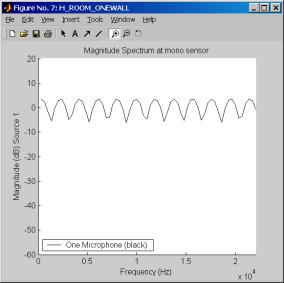 Figure No. 7: H_ROOM_ONEWALL
File Edit View Insert Tools Window Help
Magnitude Spectrum at mono sensor
Magnitude (dB) Source 1
20
10
0
-10
-20
-30
-40
-50
-60
One Microphone (black)
0 0.5 1 1.5 2
x 10^4
Frequency (Hz)